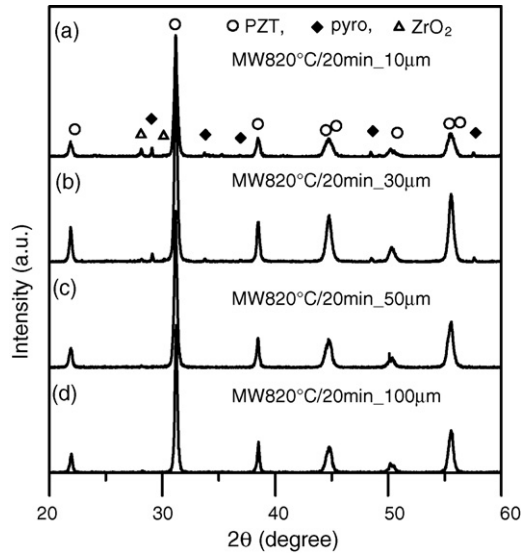 (a) PZT, pyro, ZrO₂
MW820°C/20min_10μm
(b) MW820°C/20min_30μm
(c) MW820°C/20min_50μm
(d) MW820°C/20min_100μm
Intensity (a.u.)
20 30 40 50 60
2θ (degree)